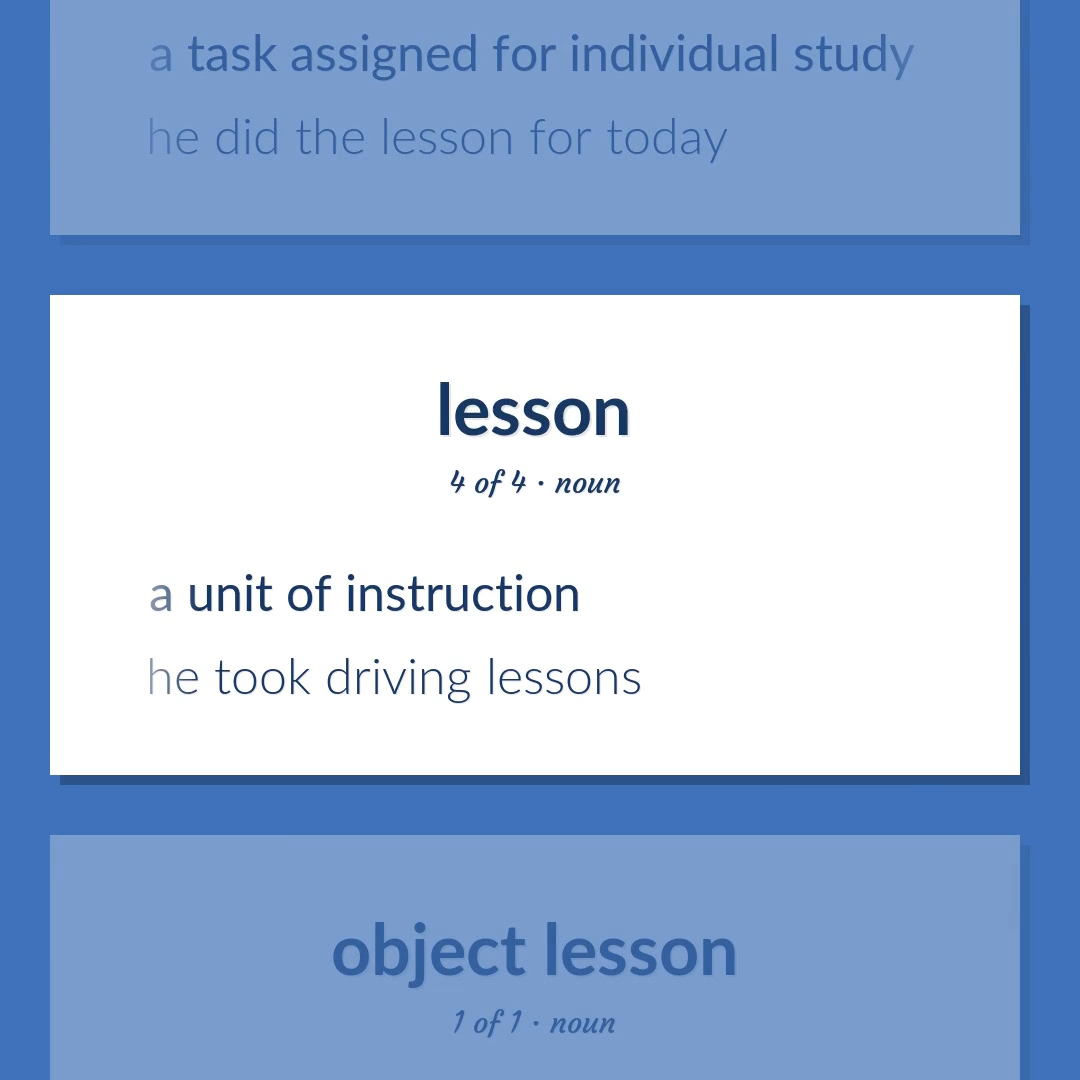 a task assigned for individual study
he did the lesson for today
lesson
4 of 4 · noun
a unit of instruction
he took driving lessons
object lesson
1 of 1 · noun